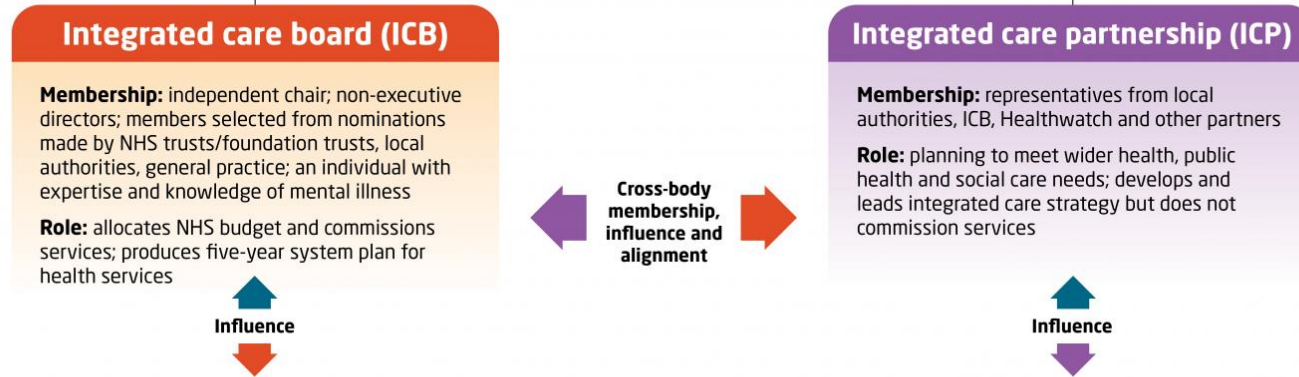 Integrated care board (ICB)
Membership: independent chair; non-executive
directors; members selected from nominations
made by NHS trusts/foundation trusts, local
authorities, general practice; an individual with
expertise and knowledge of mental illness
Role: allocates NHS budget and commissions
services; produces five-year system plan for
health services
Influence
Cross-body
membership,
influence and
alignment
Integrated care partnership (ICP)
Membership: representatives from local
authorities, ICB, Healthwatch and other partners
Role: planning to meet wider health, public
health and social care needs; develops and
leads integrated care strategy but does not
commission services
Influence